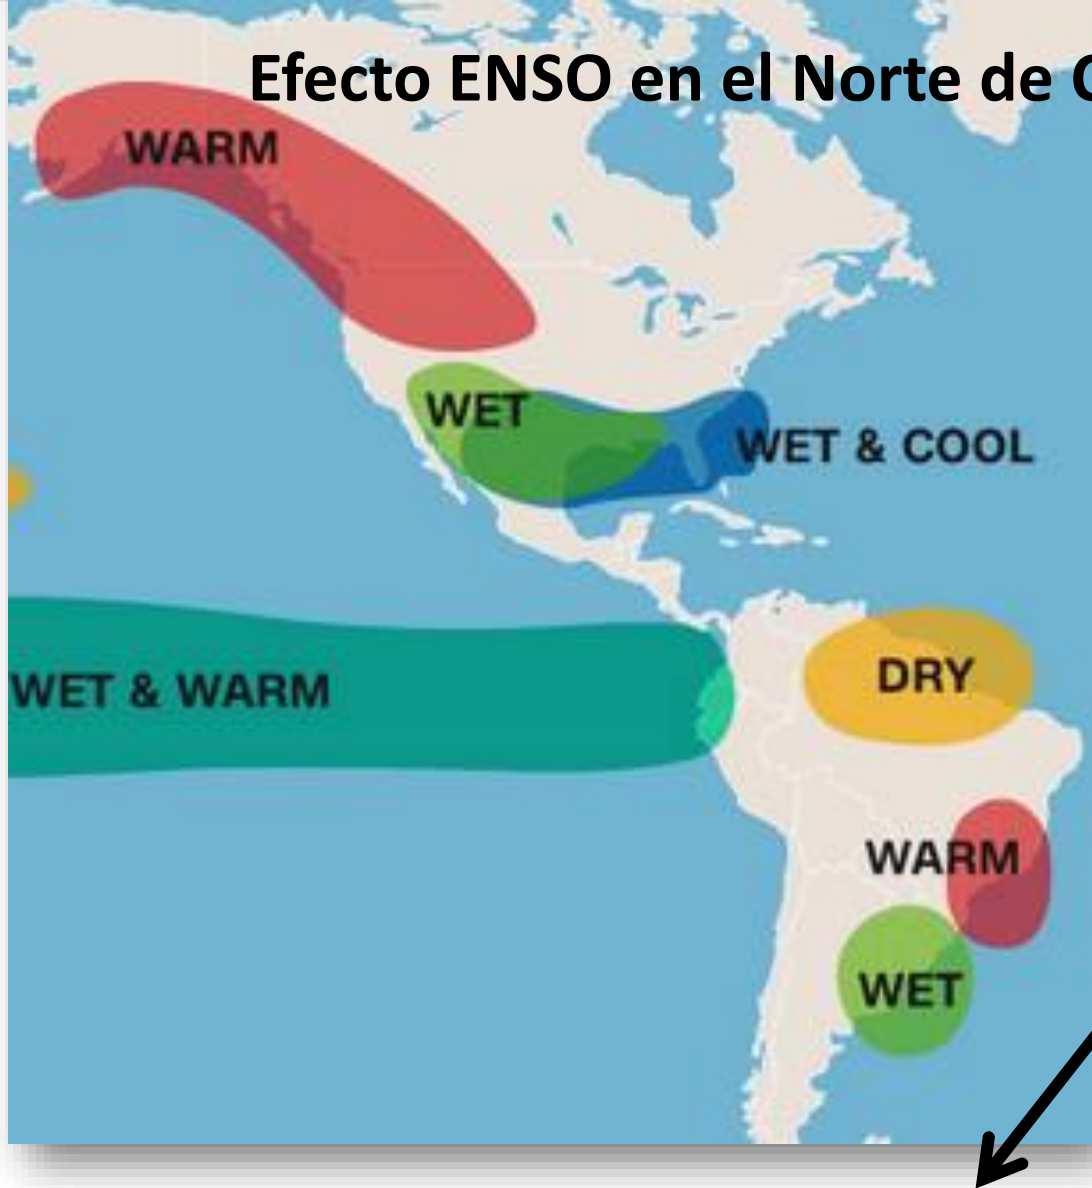 Efecto ENSO en el Norte de
WARM
WET
WET & COOL
WET & WARM
DRY
WARM
WET